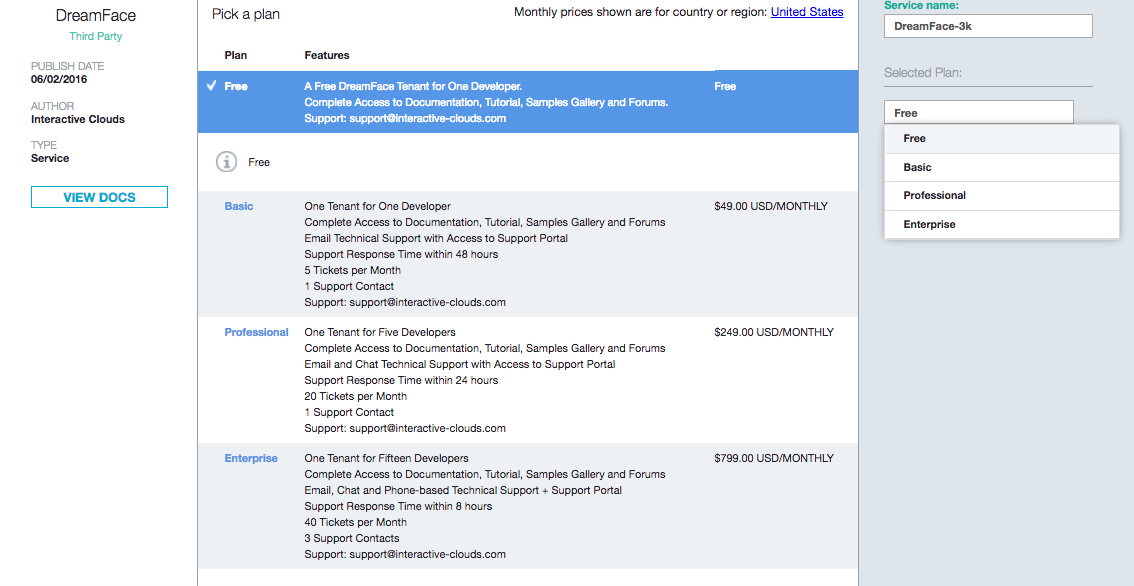 DreamFace
Third Party
PUBLISH DATE
06/02/2016
AUTHOR
Interactive Clouds
TYPE
Service
VIEW DOCS
Pick a plan
Monthly prices shown are for country or region: United States
Plan Features
Free A Free DreamFace Tenant for One Developer. Free
Complete Access to Documentation, Tutorial, Samples Gallery and Forums.
Support: support@interactive-clouds.com
Free
Basic One Tenant for One Developer $49.00 USD/MONTHLY
Complete Access to Documentation, Tutorial, Samples Gallery and Forums
Email Technical Support with Access to Support Portal
Support Response Time within 48 hours
5 Tickets per Month
1 Support Contact
Support: support@interactive-clouds.com
Professional One Tenant for Five Developers $249.00 USD/MONTHLY
Complete Access to Documentation, Tutorial, Samples Gallery and Forums
Email and Chat Technical Support with Access to Support Portal
Support Response Time within 24 hours
20 Tickets per Month
1 Support Contact
Support: support@interactive-clouds.com
Enterprise One Tenant for Fifteen Developers $799.00 USD/MONTHLY
Complete Access to Documentation, Tutorial, Samples Gallery and Forums
Email, Chat and Phone-based Technical Support + Support Portal
Support Response Time within 8 hours
40 Tickets per Month
3 Support Contacts
Support: support@interactive-clouds.com
Service name:
DreamFace-3k
Selected Plan:
Free
Free
Basic
Professional
Enterprise